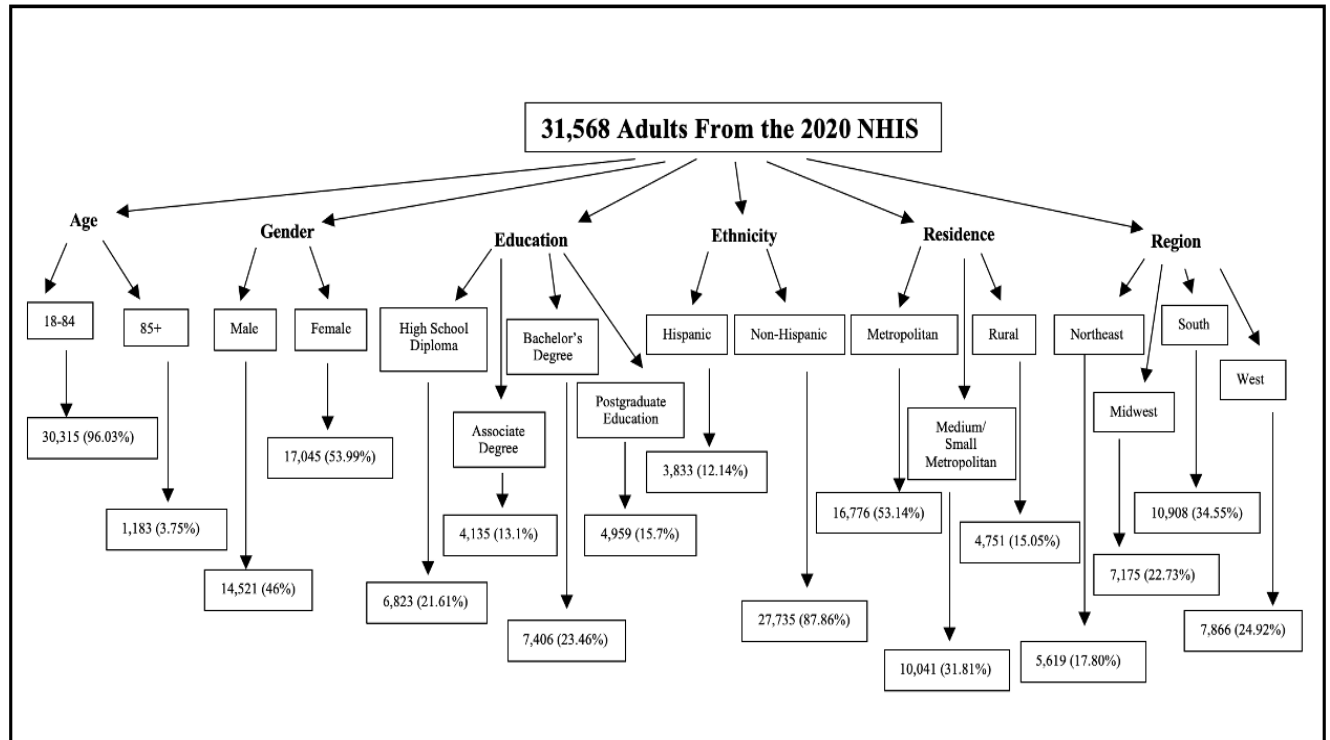 31,568 Adults From the 2020 NHIS
Age
Gender
Education
Ethnicity
Residence
Region
18-84
85+
Male
Female
High School
Diploma
Associate
Degree
Bachelor's
Degree
Postgraduate
Education
Hispanic
Non-Hispanic
Metropolitan
Medium/
Small
Metropolitan
Rural
Northeast
Midwest
South
West
30,315 (96.03%)
1,183 (3.75%)
14,521 (46%)
17,045 (53.99%)
6,823 (21.61%)
4,135 (13.1%)
7,406 (23.46%)
4,959 (15.7%)
3,833 (12.14%)
27,735 (87.86%)
16,776 (53.14%)
10,041 (31.81%)
4,751 (15.05%)
5,619 (17.80%)
7,175 (22.73%)
10,908 (34.55%)
7,866 (24.92%)